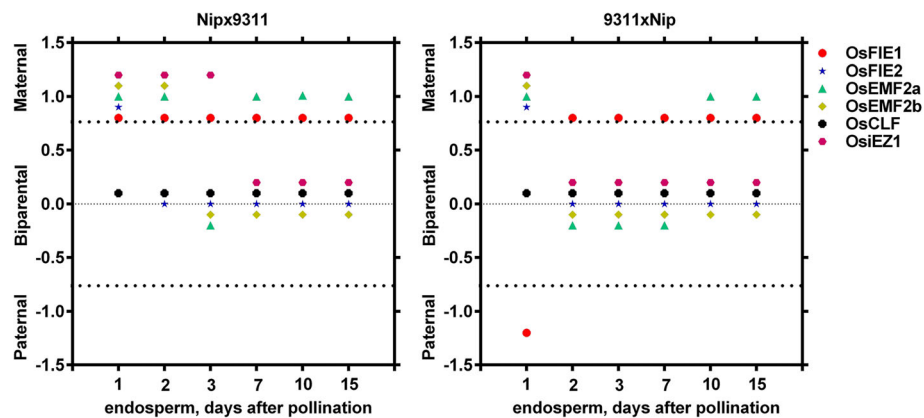 Nipx9311
9311xNip
Maternal
Biparental
Paternal
1.5
1.0
0.5
0.0
-0.5
-1.0
-1.5
1 2 3 7 10 15
endosperm, days after pollination
Maternal
Biparental
Paternal
1.5
1.0
0.5
0.0
-0.5
-1.0
-1.5
1 2 3 7 10 15
endosperm, days after pollination
OsFIE1
OsFIE2
OsEMF2a
OsEMF2b
OsCLF
OsiEZ1